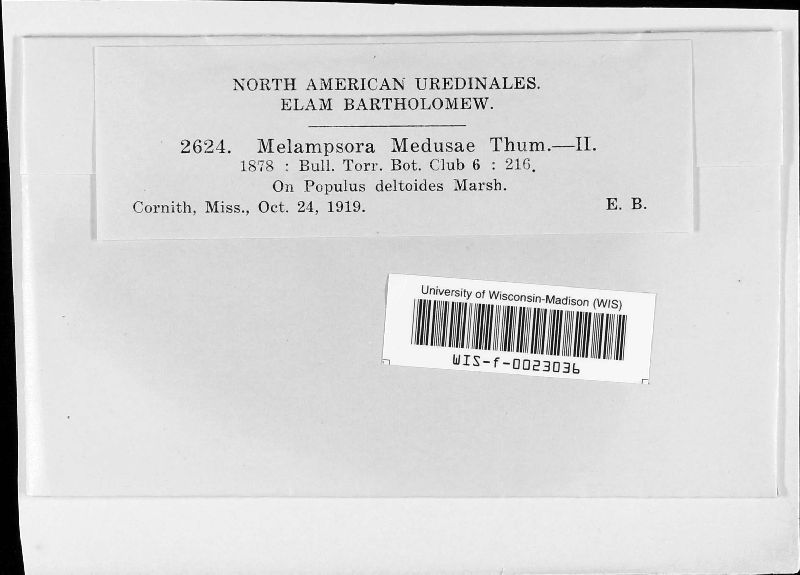 NORTH AMERICAN UREDINALES.
ELAM BARTHOLOMEW.
2624. Melampsora Medusae Thum.—II.
1878 : Bull. Torr. Bot. Club 6 : 216.
On Populus deltoides Marsh.
Cornith, Miss., Oct. 24, 1919. E. B.
University of Wisconsin-Madison (WIS)
WIS-f-0023036